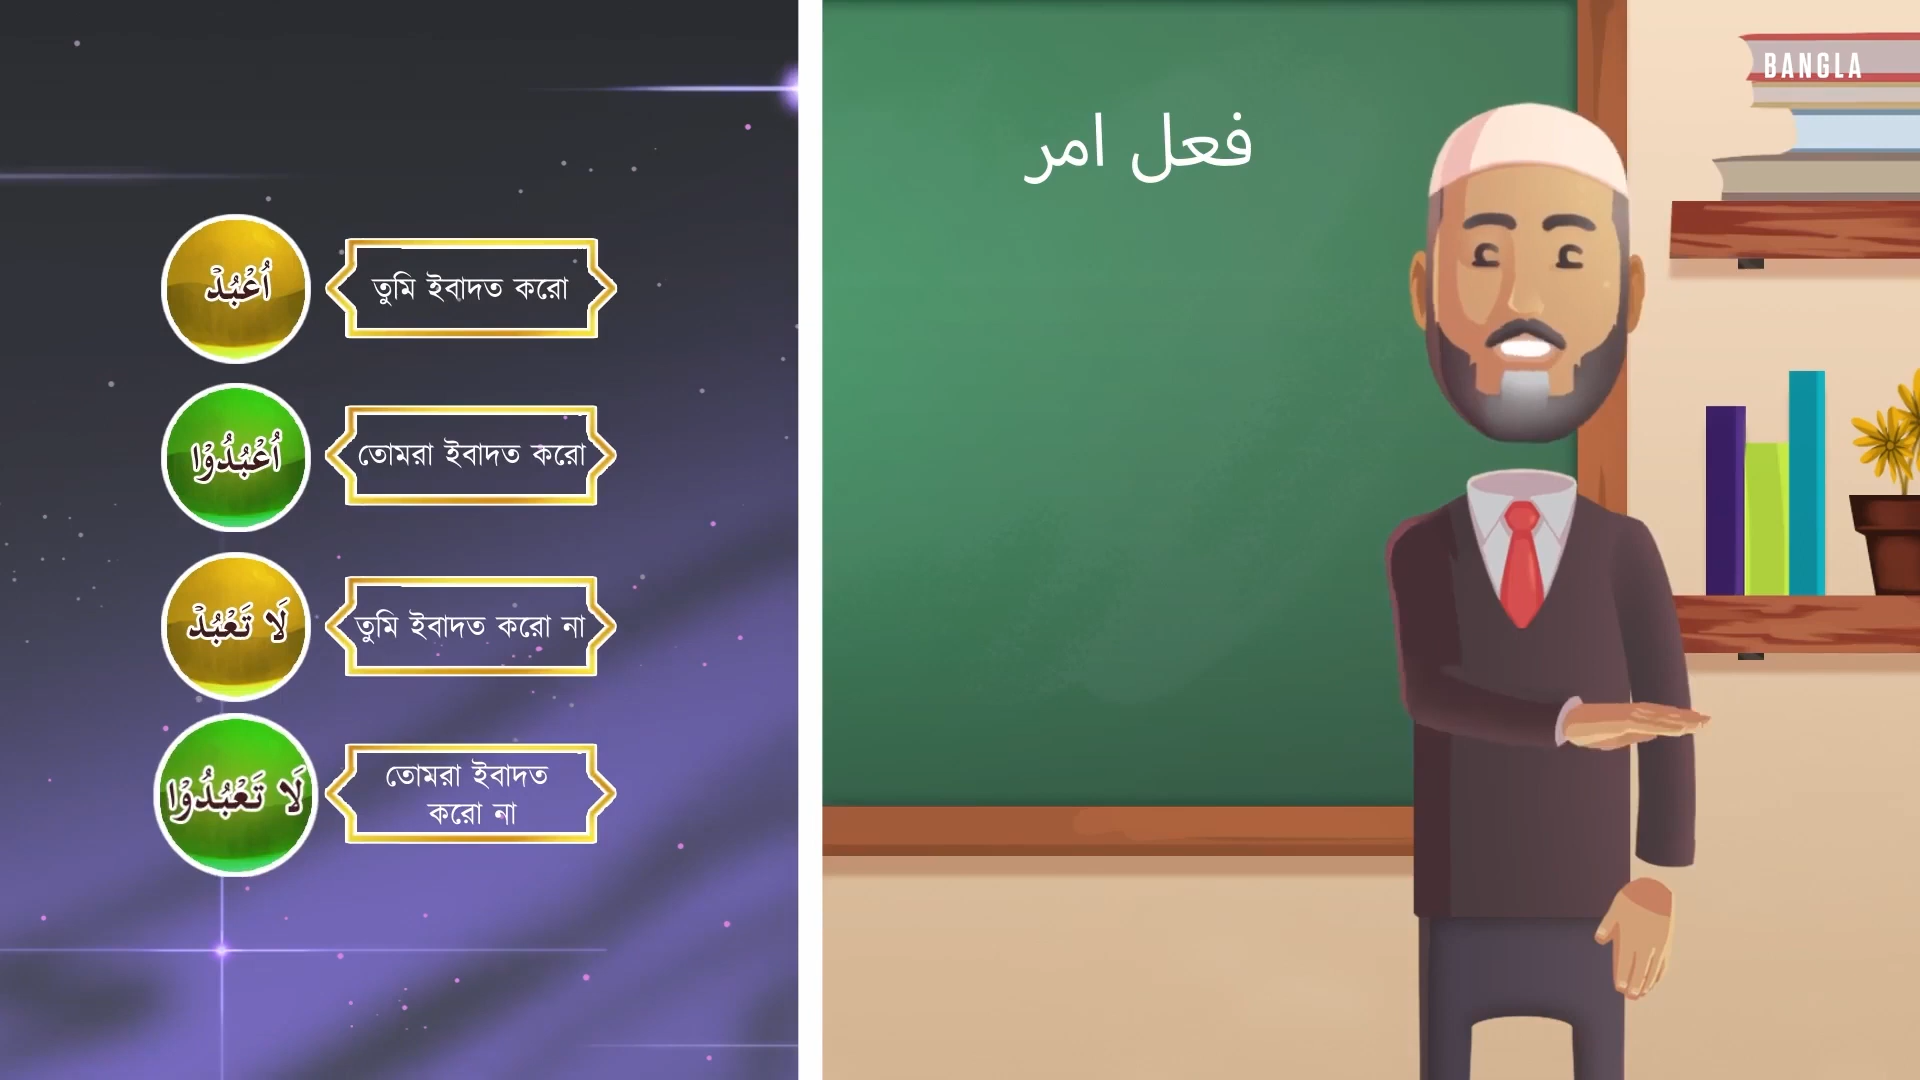 اُعْبُدْ
তুমি ইবাদত করো
اُعْبُدُوْا
তোমরা ইবাদত করো
لَا تَعْبُدْ
তুমি ইবাদত করো না
لَا تَعْبُدُوْا
তোমরা ইবাদত
করো না
فعل امر
BANGLA